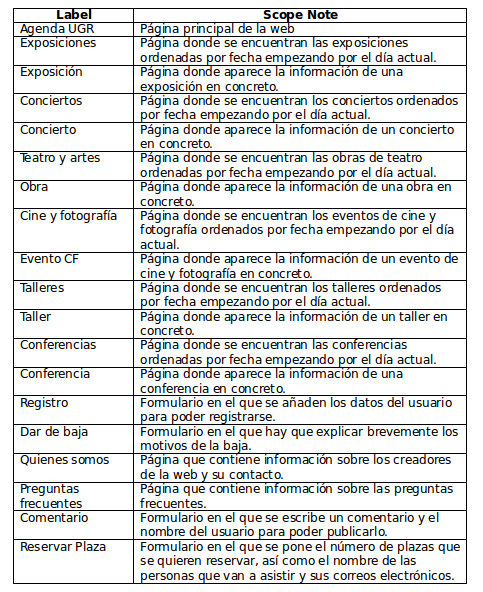 Label Scope Note
Agenda UGR Página principal de la web
Exposiciones Página donde se encuentran las exposiciones
ordenadas por fecha empezando por el día actual.
Exposición Página donde aparece la información de una
exposición en concreto.
Conciertos Página donde se encuentran los conciertos ordenados
por fecha empezando por el día actual.
Concierto Página donde aparece la información de un concierto
en concreto.
Teatro y artes Página donde se encuentran las obras de teatro
ordenadas por fecha empezando por el día actual.
Obra Página donde aparece la información de una obra en
concreto.
Cine y fotografía Página donde se encuentran los eventos de cine y
fotografía ordenados por fecha empezando por el día
actual.
Evento CF Página donde aparece la información de un evento de
cine y fotografía en concreto.
Talleres Página donde se encuentran los talleres ordenados
por fecha empezando por el día actual.
Taller Página donde aparece la información de un taller en
concreto.
Conferencias Página donde se encuentran las conferencias
ordenadas por fecha empezando por el día actual.
Conferencia Página donde aparece la información de una
conferencia en concreto.
Registro Formulario en el que se añaden los datos del usuario
para poder registrarse.
Dar de baja Formulario en el que hay que explicar brevemente los
motivos de la baja.
Quienes somos Página que contiene información sobre los creadores
de la web y su contacto.
Preguntas Página que contiene información sobre las preguntas
frecuentes frecuentes.
Comentario Formulario en el que se escribe un comentario y el
nombre del usuario para poder publicarlo.
Reservar Plaza Formulario en el que se pone el número de plazas que
se quieren reservar, así como el nombre de las
personas que van a asistir y sus correos electrónicos.